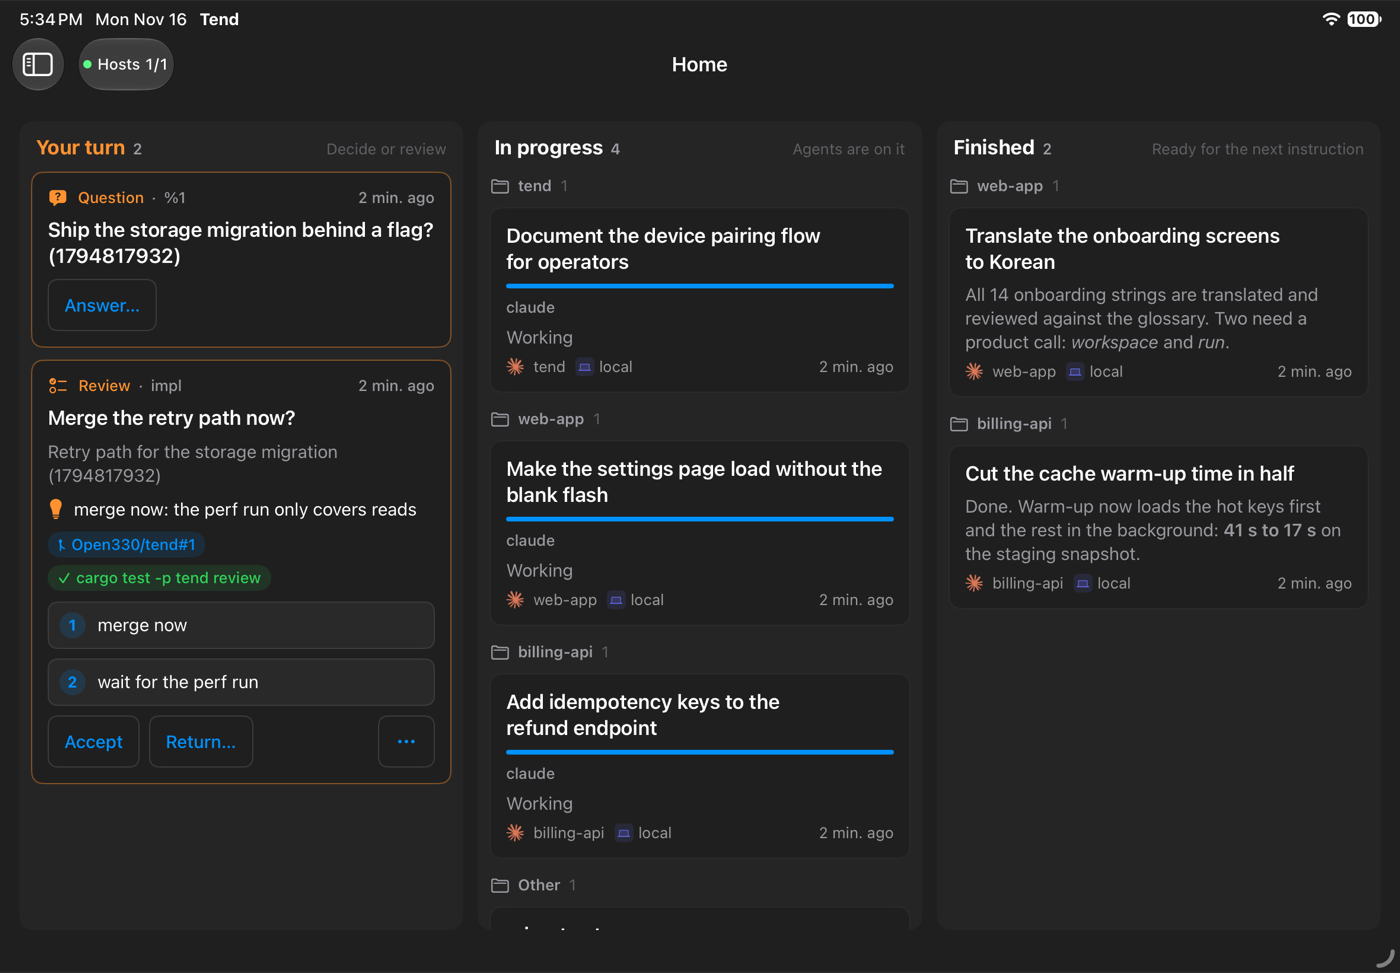 5:34 PM Mon Nov 16 Tend
100
Hosts 1/1
Home
Your turn 2
Decide or review
Question · %1
2 min. ago
Ship the storage migration behind a flag?
(1794817932)
Answer...
Review · impl
2 min. ago
Merge the retry path now?
Retry path for the storage migration
(1794817932)
merge now: the perf run only covers reads
Open330/tend#1
cargo test -p tend review
1 merge now
2 wait for the perf run
Accept
Return...
In progress 4
Agents are on it
tend 1
Document the device pairing flow
for operators
claude
Working
tend local
2 min. ago
web-app 1
Make the settings page load without the
blank flash
claude
Working
web-app local
2 min. ago
billing-api 1
Add idempotency keys to the
refund endpoint
claude
Working
billing-api local
2 min. ago
Other 1
Finished 2
Ready for the next instruction
web-app 1
Translate the onboarding screens
to Korean
All 14 onboarding strings are translated and
reviewed against the glossary. Two need a
product call: workspace and run.
web-app local
2 min. ago
billing-api 1
Cut the cache warm-up time in half
Done. Warm-up now loads the hot keys first
and the rest in the background: 41 s to 17 s on
the staging snapshot.
billing-api local
2 min. ago